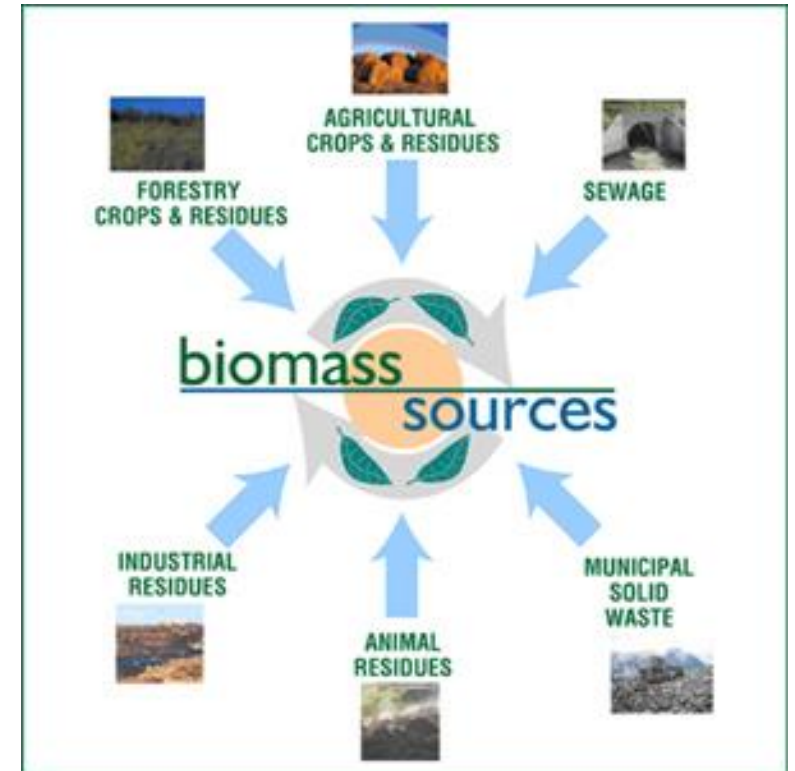 AGRICULTURAL
CROPS & RESIDUES
FORESTRY
CROPS & RESIDUES
SEWAGE
biomass
sources
INDUSTRIAL
RESIDUES
ANIMAL
RESIDUES
MUNICIPAL
SOLID
WASTE